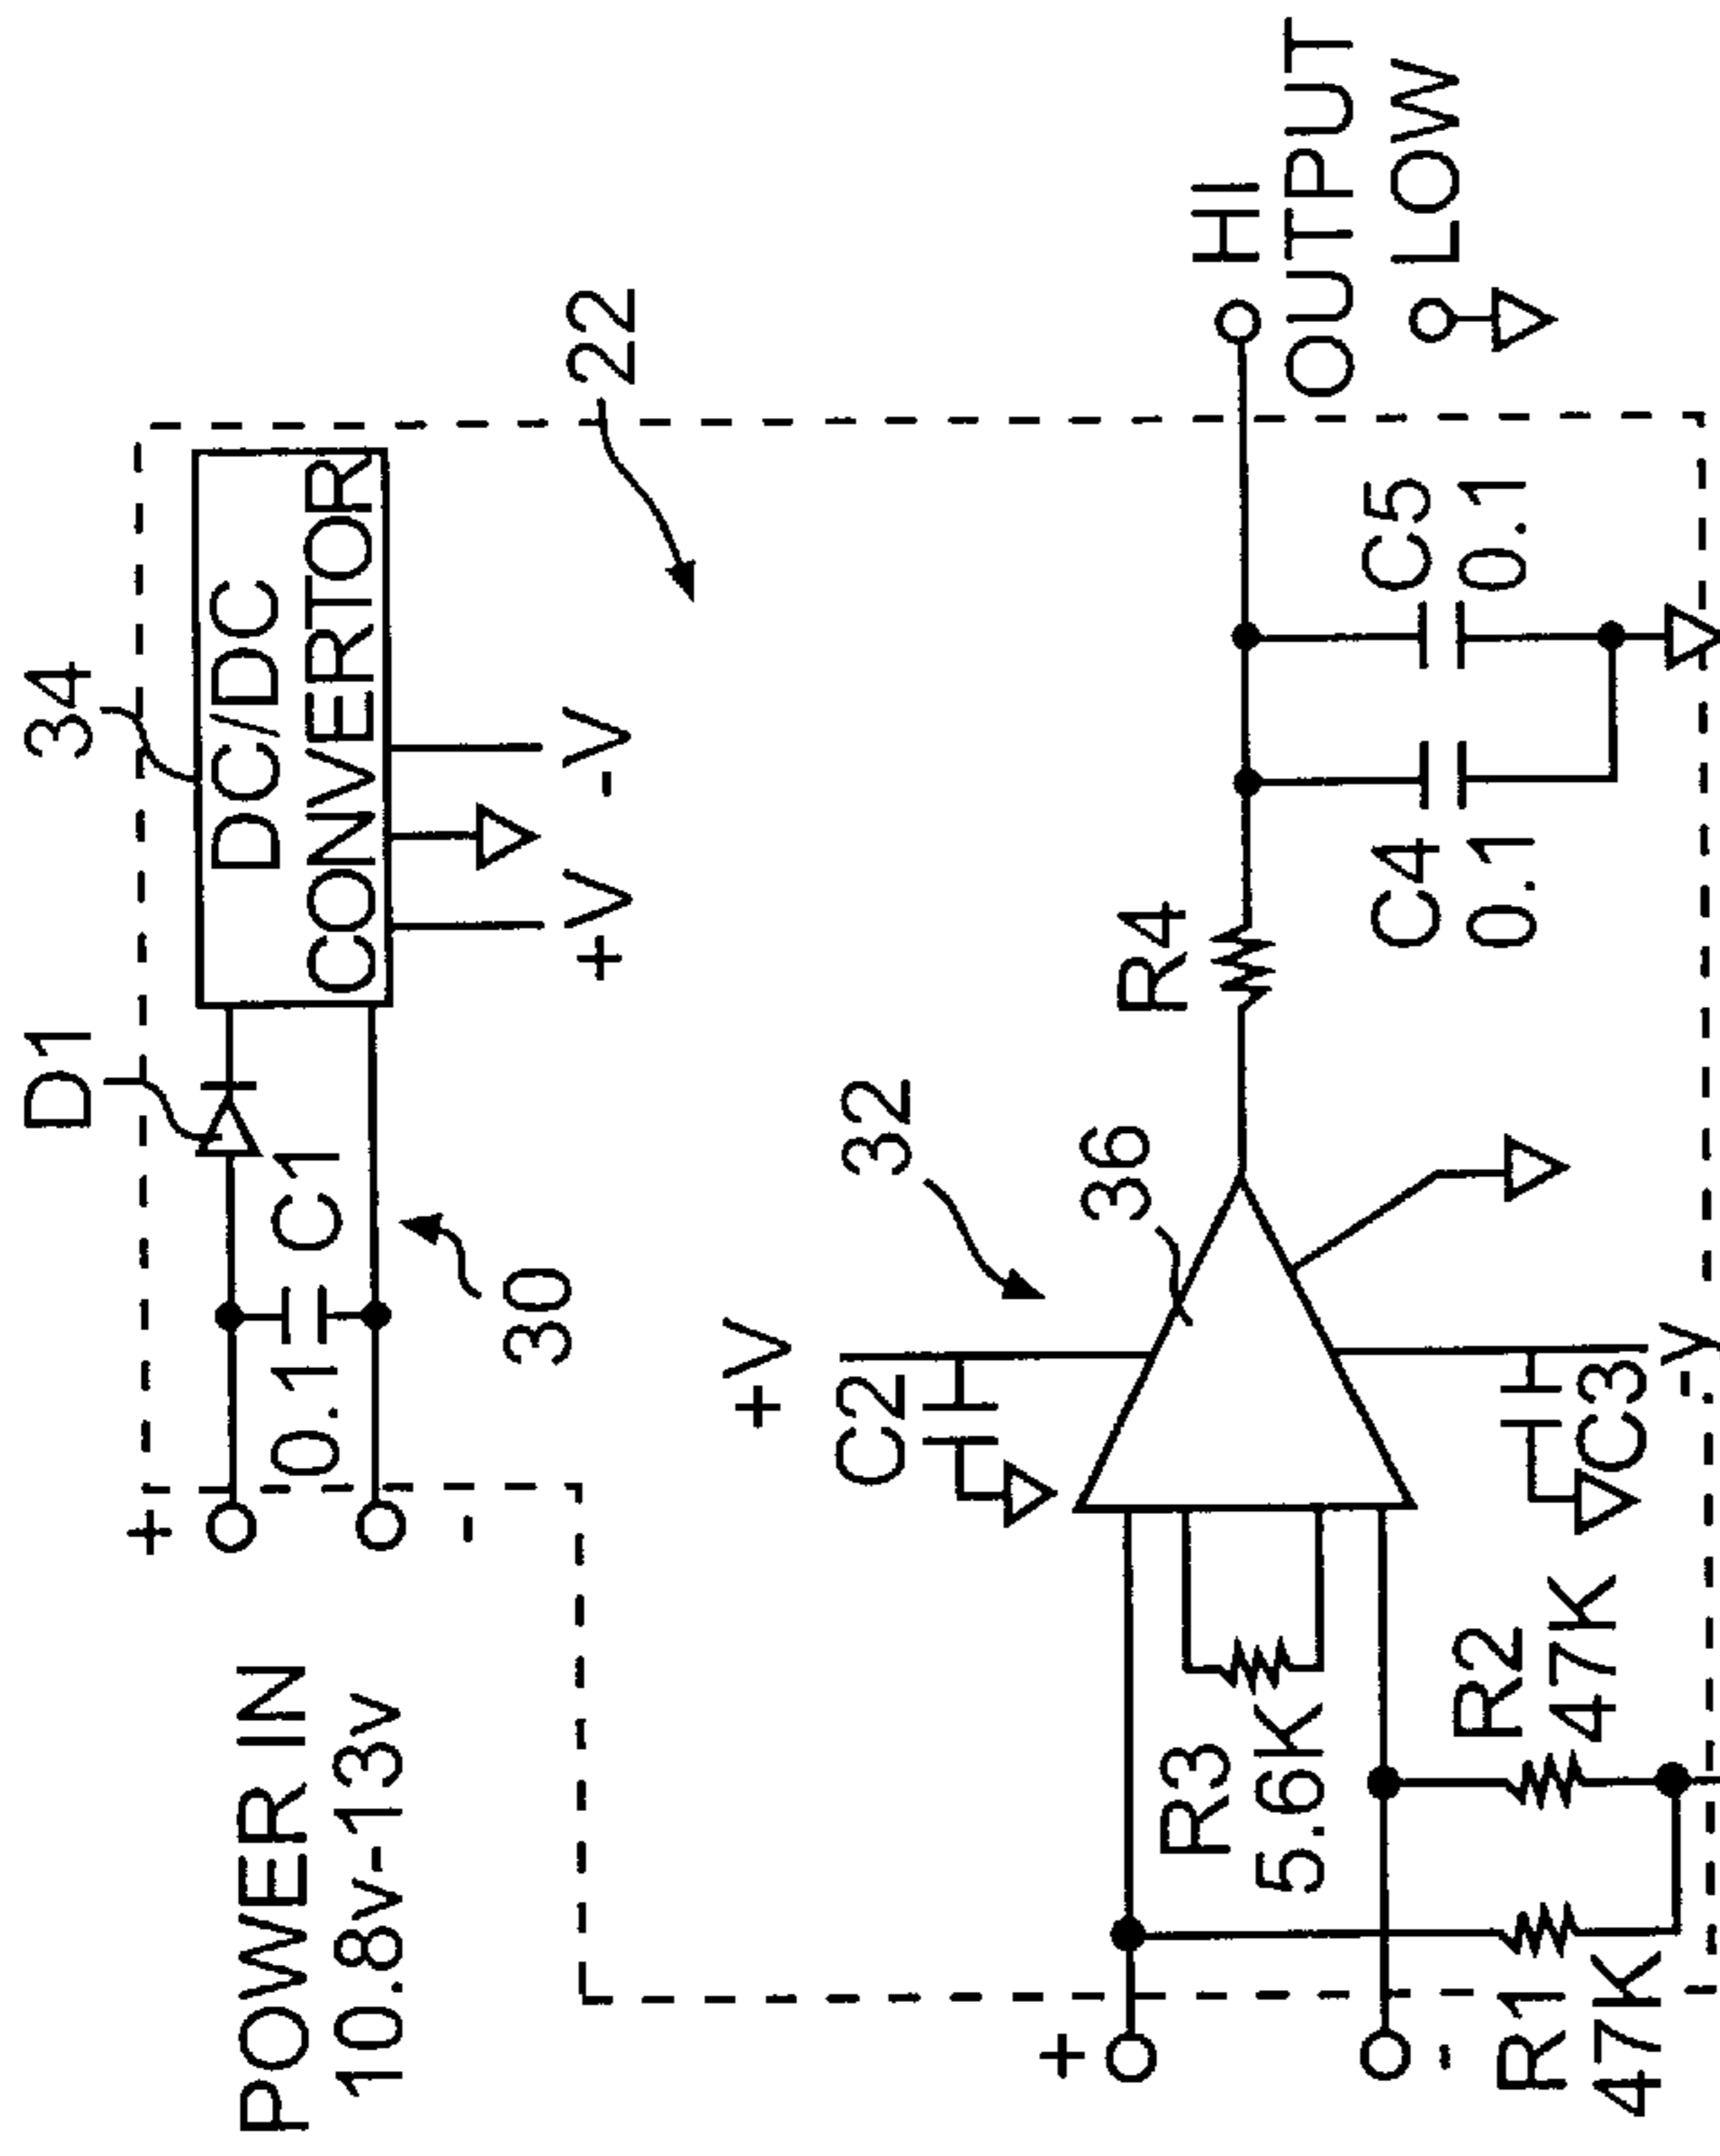 D1
34
+
POWER IN
10.8v-13v
0.1
C1
DC/DC
CONVERTOR
-
30
+V
-V
22
+V
C2
32
36
+
R3
5.6K
R4
HI
OUTPUT
LOW
-
R1
47K
R2
47K
C3
-V
C4
0.1
C5
0.1